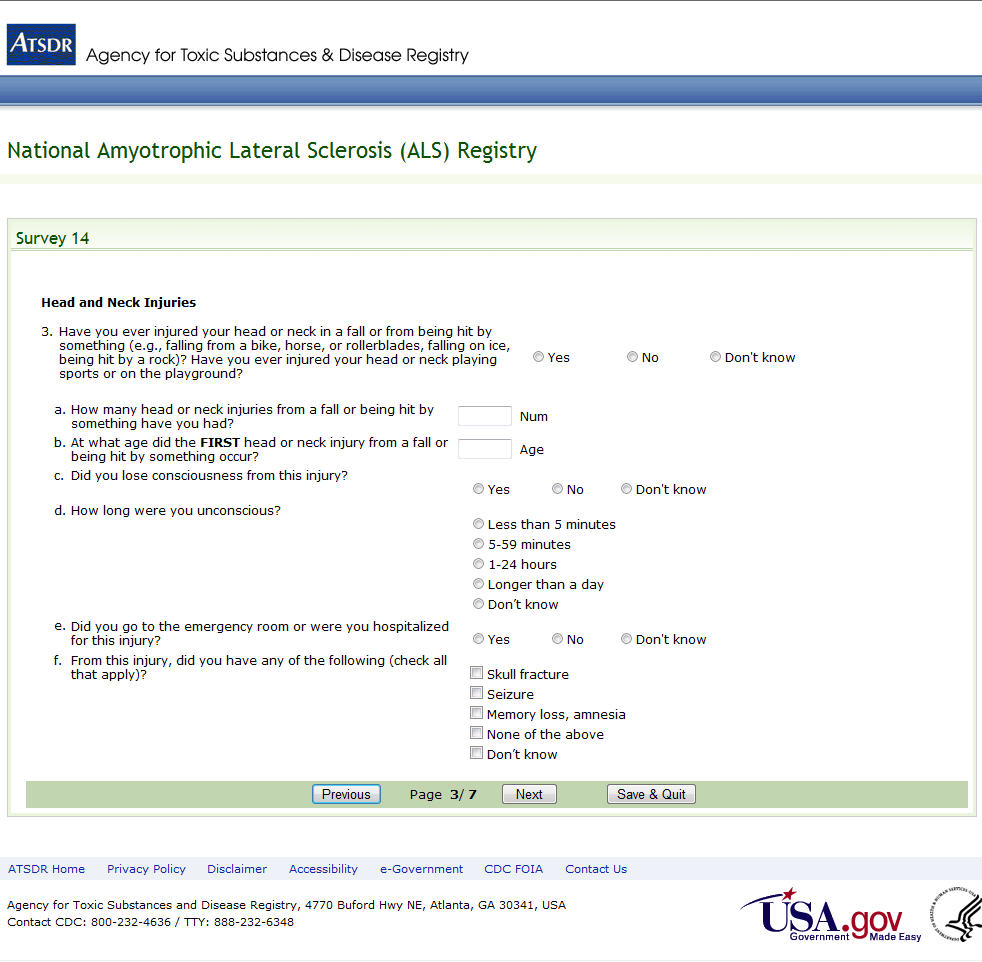 ATSDR
Agency for Toxic Substances & Disease Registry
National Amyotrophic Lateral Sclerosis (ALS) Registry
Survey 14
Head and Neck Injuries
3. Have you ever injured your head or neck in a fall or from being hit by
something (e.g., falling from a bike, horse, or rollerblades, falling on ice,
being hit by a rock)? Have you ever injured your head or neck playing
sports or on the playground?
Yes No Don't know
a. How many head or neck injuries from a fall or being hit by
something have you had?
Num
b. At what age did the FIRST head or neck injury from a fall or
being hit by something occur?
Age
c. Did you lose consciousness from this injury?
Yes No Don't know
d. How long were you unconscious?
Less than 5 minutes
5-59 minutes
1-24 hours
Longer than a day
Don't know
e. Did you go to the emergency room or were you hospitalized
for this injury?
Yes No Don't know
f. From this injury, did you have any of the following (check all
that apply)?
Skull fracture
Seizure
Memory loss, amnesia
None of the above
Don't know
Previous Page 3/ 7 Next Save & Quit
ATSDR Home Privacy Policy Disclaimer Accessibility e-Government CDC FOIA Contact Us
Agency for Toxic Substances and Disease Registry, 4770 Buford Hwy NE, Atlanta, GA 30341, USA
Contact CDC: 800-232-4636 / TTY: 888-232-6348
USA.gov
Government Made Easy